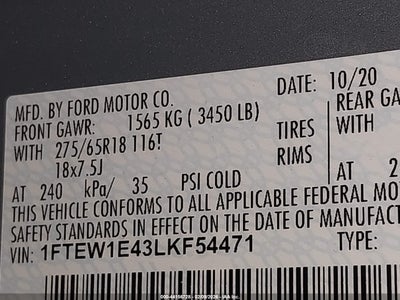 DATE: 10/20
MFD. BY FORD MOTOR CO.
FRONT GAWR: 1565 KG ( 3450 LB) REAR GA
WITH 275/65R18 116T TIRES WITH
18x7.5J RIMS
AT 240 kPa/ 35 PSI COLD AT 2
THIS VEHICLE CONFORMS TO ALL APPLICABLE FEDERAL MO
SAFETY STANDARDS IN EFFECT ON THE DATE OF M
VIN: 1FTEW1E43LKF54471 TYPE: